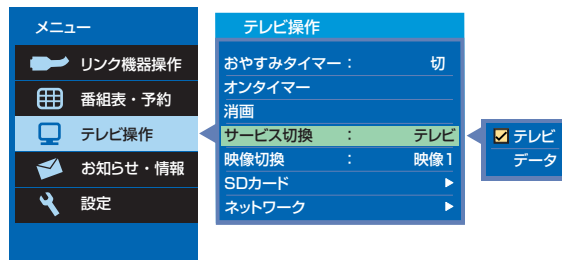 メニュー
リンク機器操作
番組表・予約
テレビ操作
お知らせ・情報
設定
テレビ操作
おやすみタイマー： 切
オンタイマー
消画
サービス切換 ： テレビ
映像切換 ： 映像1
SDカード
ネットワーク
テレビ
データ